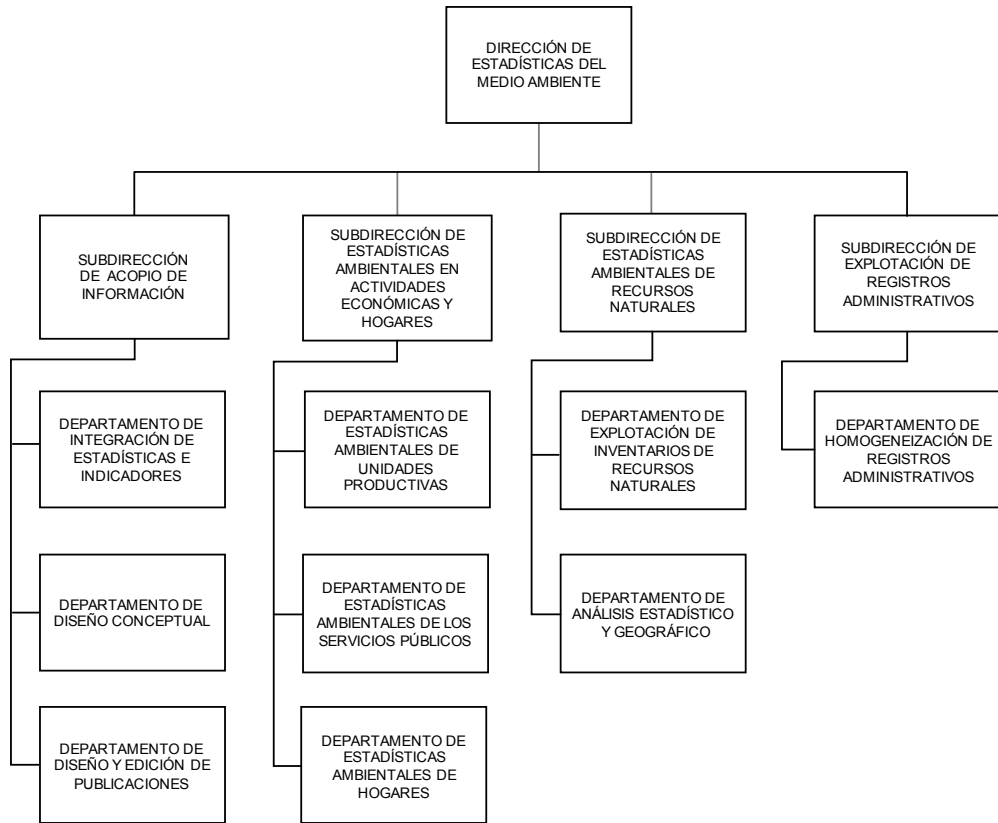 DIRECCIÓN DE
ESTADÍSTICAS DEL
MEDIO AMBIENTE
SUBDIRECCIÓN
DE ACOPIO DE
INFORMACIÓN
SUBDIRECCIÓN DE
ESTADÍSTICAS
AMBIENTALES EN
ACTIVIDADES
ECONÓMICAS Y
HOGARES
SUBDIRECCIÓN DE
ESTADÍSTICAS
AMBIENTALES DE
RECURSOS
NATURALES
SUBDIRECCIÓN DE
EXPLOTACIÓN DE
REGISTROS
ADMINISTRATIVOS
DEPARTAMENTO DE
INTEGRACIÓN DE
ESTADÍSTICAS E
INDICADORES
DEPARTAMENTO DE
ESTADÍSTICAS
AMBIENTALES DE
UNIDADES
PRODUCTIVAS
DEPARTAMENTO DE
EXPLOTACIÓN DE
INVENTARIOS DE
RECURSOS
NATURALES
DEPARTAMENTO DE
HOMOGENEIZACIÓN DE
REGISTROS
ADMINISTRATIVOS
DEPARTAMENTO DE
DISEÑO CONCEPTUAL
DEPARTAMENTO DE
ESTADÍSTICAS
AMBIENTALES DE LOS
SERVICIOS PÚBLICOS
DEPARTAMENTO DE
ANÁLISIS ESTADÍSTICO
Y GEOGRÁFICO
DEPARTAMENTO DE
DISEÑO Y EDICIÓN DE
PUBLICACIONES
DEPARTAMENTO DE
ESTADÍSTICAS
AMBIENTALES DE
HOGARES